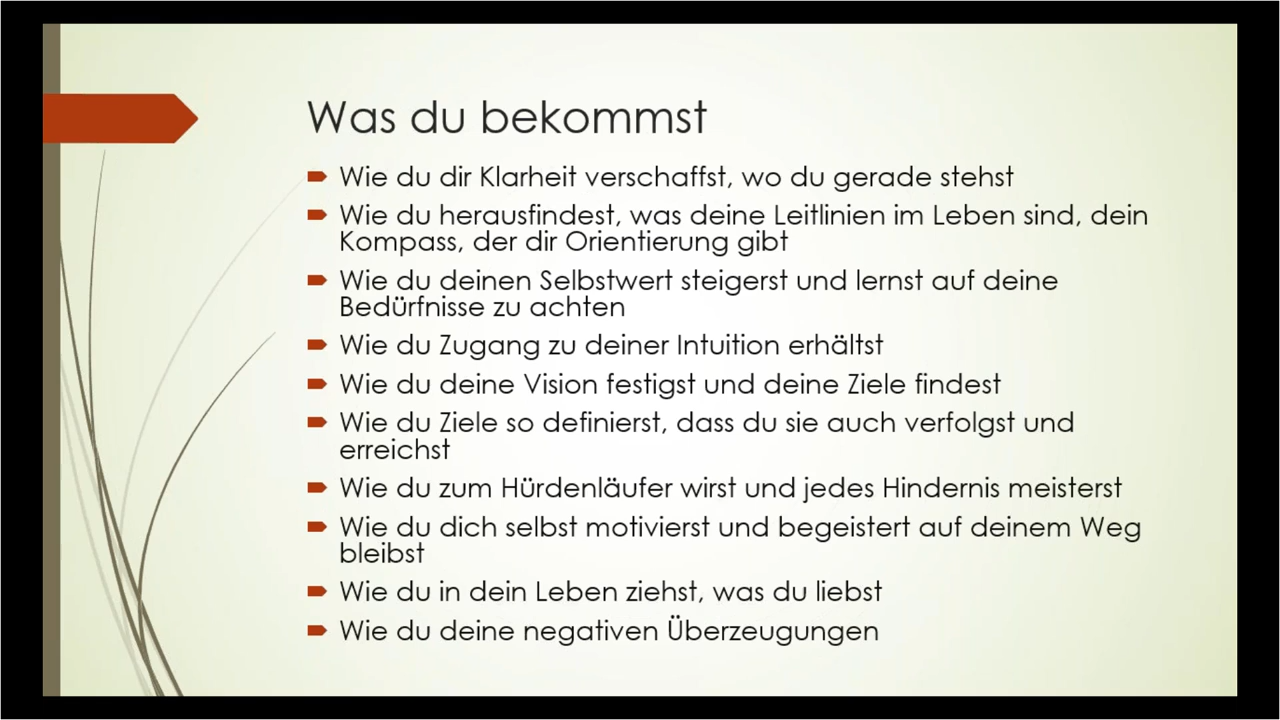 Was du bekommst
Wie du dir Klarheit verschaffst, wo du gerade stehst
Wie du herausfindest, was deine Leitlinien im Leben sind, dein
Kompass, der dir Orientierung gibt
Wie du deinen Selbstwert steigerst und lernst auf deine
Bedürfnisse zu achten
Wie du Zugang zu deiner Intuition erhältst
Wie du deine Vision festigst und deine Ziele findest
Wie du Ziele so definierst, dass du sie auch verfolgst und
erreichst
Wie du zum Hürdenläufer wirst und jedes Hindernis meisterst
Wie du dich selbst motivierst und begeistert auf deinem Weg
bleibst
Wie du in dein Leben ziehst, was du liebst
Wie du deine negativen Überzeugungen